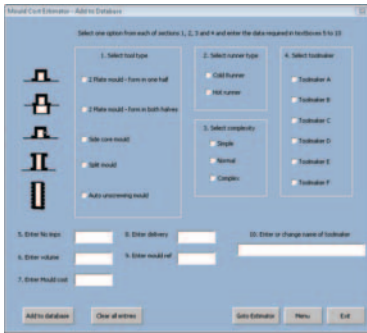 Mould Cost Estimator - Add to Database
Select one option from each of sections 1, 2, 3 and 4 and enter the data required in textboxes 5 to 10
1. Select tool type
2 Plate mould - form in one half
2 Plate mould - form in both halves
Side core mould
Split mould
Auto unscrewing mould
2. Select runner type
Cold Runner
Hot runner
3. Select complexity
Simple
Normal
Complex
4. Select toolmaker
Toolmaker A
Toolmaker B
Toolmaker C
Toolmaker D
Toolmaker E
Toolmaker F
5. Enter No imps
6. Enter volume
7. Enter Mould cost
8. Enter delivery
9. Enter mould ref
10. Enter or change name of toolmaker
Add to database
Clear all entries
Goto Estimator
Menu
Exit